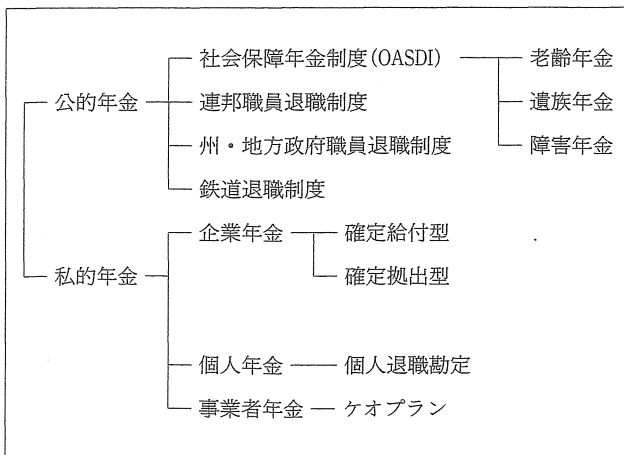 社会保障年金制度(OASDI) 老齢年金
公的年金 連邦職員退職制度 遺族年金
州・地方政府職員退職制度 障害年金
鉄道退職制度
企業年金 確定給付型
私的年金 確定拠出型
個人年金 個人退職勘定
事業者年金 ケオプラン